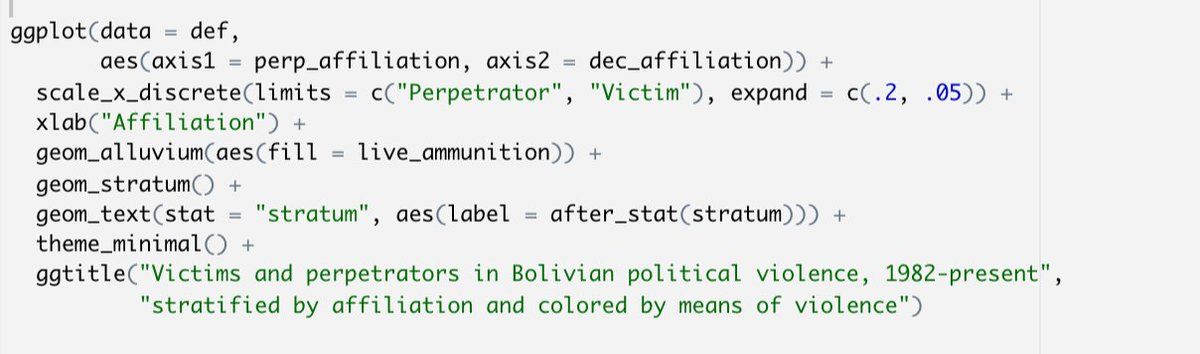 ggplot(data = def,
       aes(axis1 = perp_affiliation, axis2 = dec_affiliation)) +
  scale_x_discrete(limits = c("Perpetrator", "Victim"), expand = c(.2, .05)) +
  xlab("Affiliation") +
  geom_alluvium(aes(fill = live_ammunition)) +
  geom_stratum() +
  geom_text(stat = "stratum", aes(label = after_stat(stratum))) +
  theme_minimal() +
  ggtitle("Victims and perpetrators in Bolivian political violence, 1982-present",
          "stratified by affiliation and colored by means of violence")